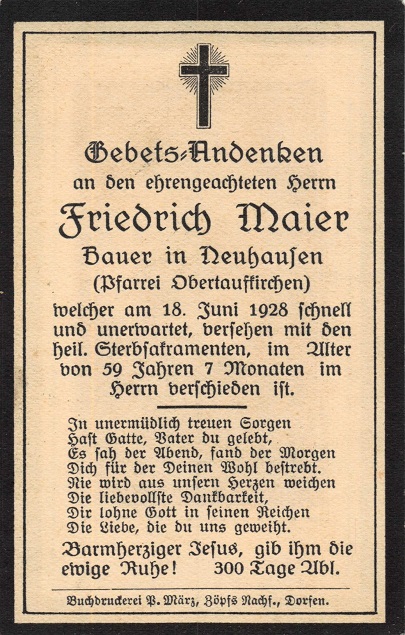 Gebets-Andenken
an den ehrengeachteten Herrn
Friedrich Maier
Bauer in Neuhausen
(Pfarrei Obertaufkirchen)
welcher am 18. Juni 1928 schnell
und unerwartet, versehen mit den
heil. Sterbsakramenten, im Alter
von 59 Jahren 7 Monaten im
Herrn verschieden ist.
In unermüdlich treuen Sorgen
Hast Gatte, Vater du gelebt,
Es sah der Abend, fand der Morgen
Dich für der Deinen Wohl bestrebt.
Nie wird aus unsern Herzen weichen
Die liebevollste Dankbarkeit,
Dir lohne Gott in seinen Reichen
Die Liebe, die du uns geweiht.
Barmherziger Jesus, gib ihm die
ewige Ruhe! 300 Tage Abl.
Buchdruckerei P. März, Zöpfs Nachf., Dorfen.